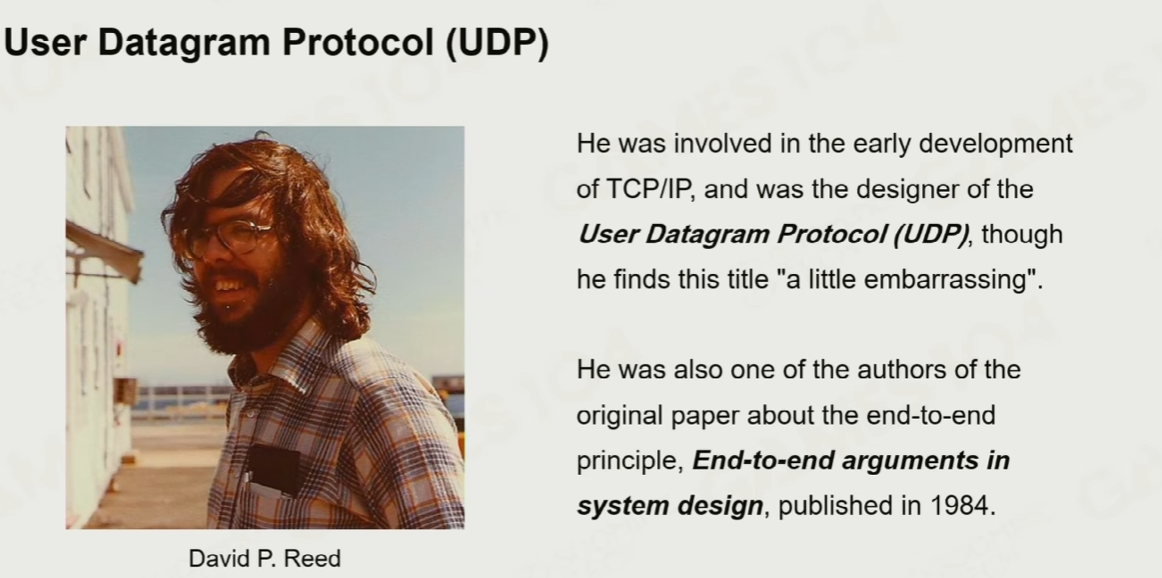 User Datagram Protocol (UDP)
He was involved in the early development
of TCP/IP, and was the designer of the
User Datagram Protocol (UDP), though
he finds this title "a little embarrassing".
He was also one of the authors of the
original paper about the end-to-end
principle, End-to-end arguments in
system design, published in 1984.
David P. Reed
GAMES 104